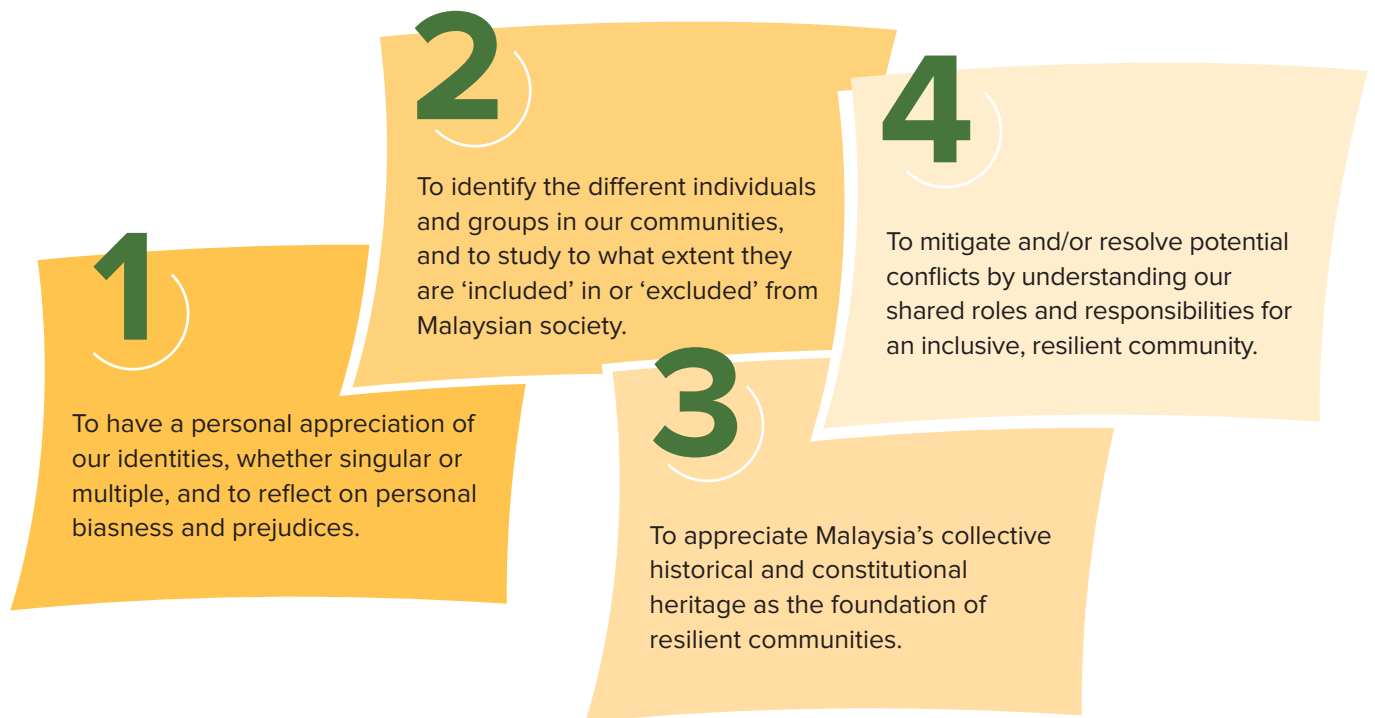 1
To have a personal appreciation of
our identities, whether singular or
multiple, and to reflect on personal
biasness and prejudices.
2
To identify the different individuals
and groups in our communities,
and to study to what extent they
are ‘included’ in or ‘excluded’ from
Malaysian society.
3
To appreciate Malaysia’s collective
historical and constitutional
heritage as the foundation of
resilient communities.
4
To mitigate and/or resolve potential
conflicts by understanding our
shared roles and responsibilities for
an inclusive, resilient community.